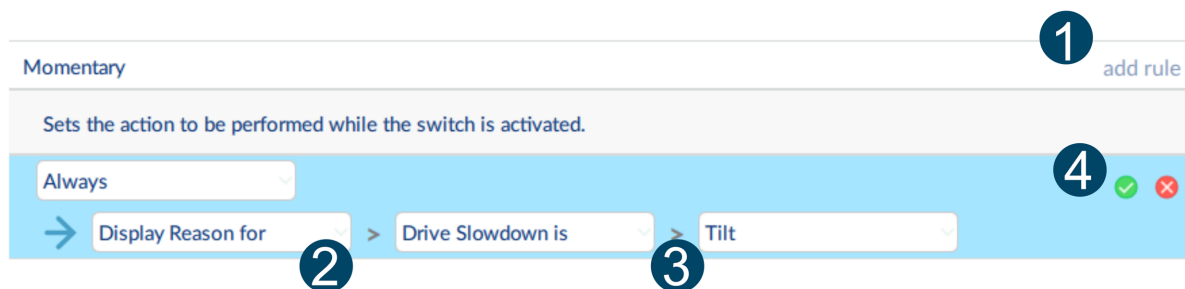 1
Momentary add rule
Sets the action to be performed while the switch is activated.
Always 4
Display Reason for > Drive Slowdown is > Tilt
2 3